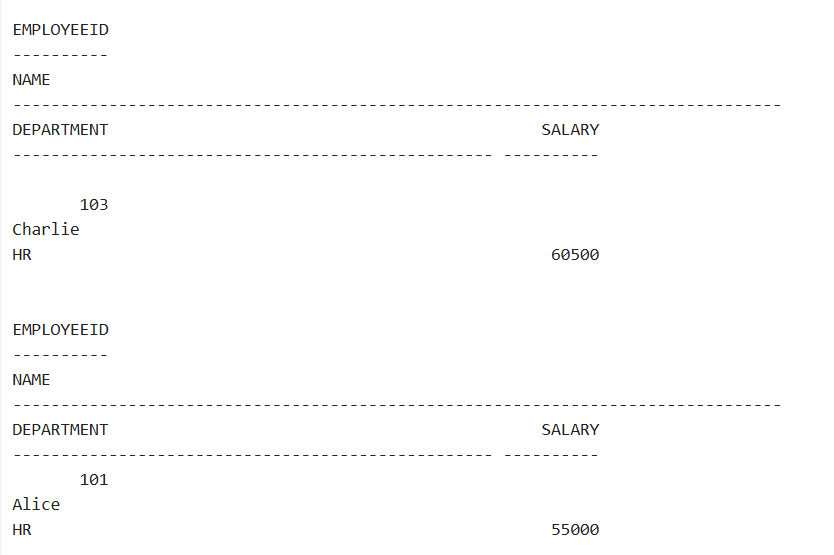 EMPLOYEEID
----------
NAME
--------------------------------------------------------------------------------
DEPARTMENT                                             SALARY
-------------------------------------------------- ----------
       103
Charlie
HR                                                      60500
EMPLOYEEID
----------
NAME
--------------------------------------------------------------------------------
DEPARTMENT                                             SALARY
-------------------------------------------------- ----------
       101
Alice
HR                                                      55000